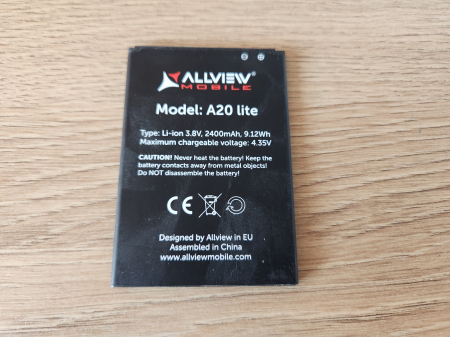 ALLVIEW®
MOBILE
Model: A20 lite
Type: Li-ion 3.8V, 2400mAh, 9.12Wh
Maximum chargeable voltage: 4.35V
CAUTION! Never heat the battery! Keep the
battery contacts away from metal objects!
Do NOT disassemble the battery!
CE
Designed by Allview in EU
Assembled in China
www.allviewmobile.com